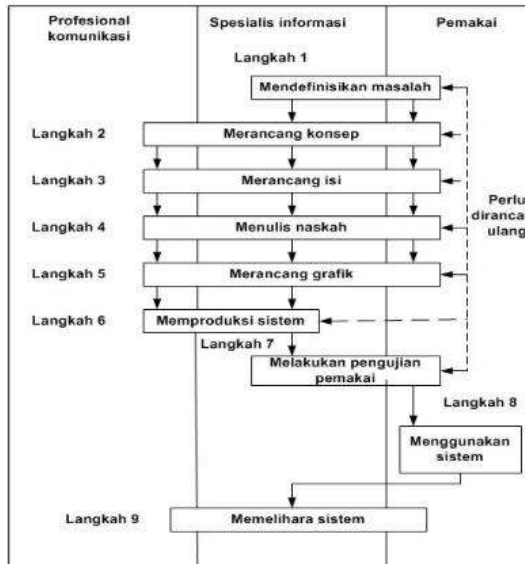 Profesional
komunikasi
Spesialis informasi
Pemakai
Langkah 1
Mendefinisikan masalah
Langkah 2
Merancang konsep
Langkah 3
Merancang isi
Perlu
diranca
ulang
Langkah 4
Menulis naskah
Langkah 5
Merancang grafik
Langkah 6
Memproduksi sistem
Langkah 7
Melakukan pengujian
pemakai
Langkah 8
Menggunakan
sistem
Langkah 9
Memelihara sistem